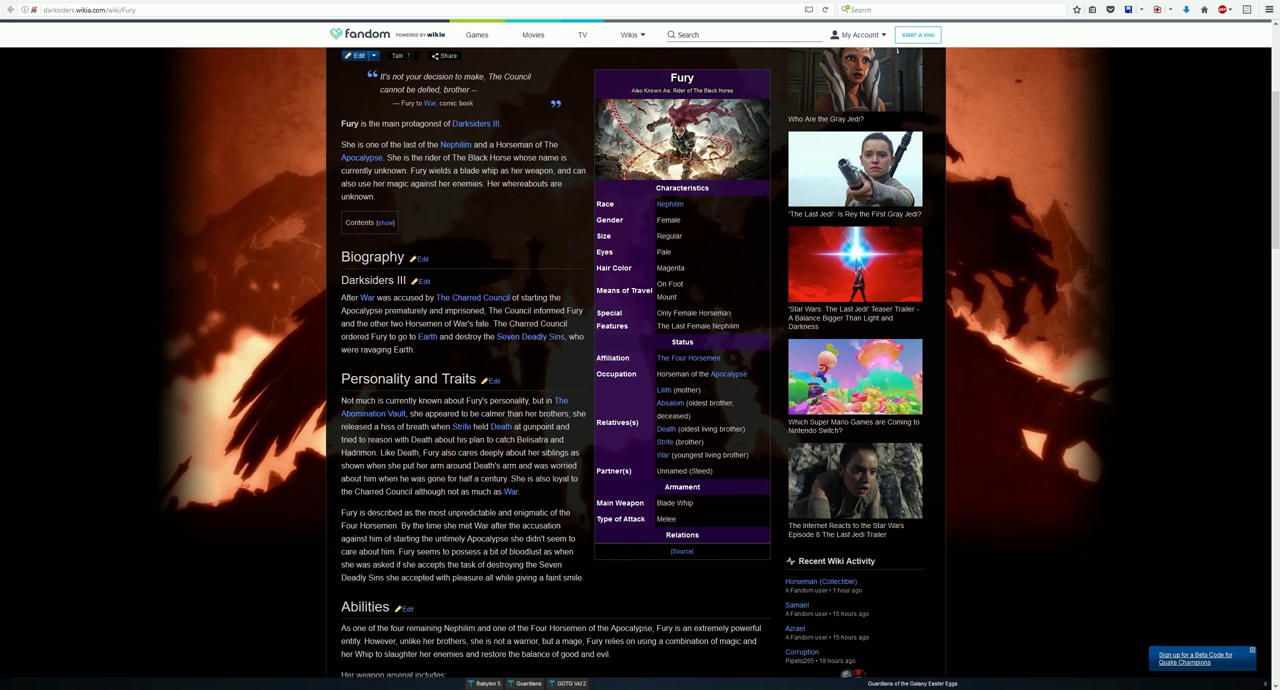 darksiders.wikia.com/wiki/Fury
Search
fandom POWERED BY wikia
Games
Movies
TV
Wikis
Search
My Account
START A WIKI
Edit
Talk 7
Share
It's not your decision to make, The Council
cannot be defied, brother –
— Fury to War, comic book
Fury is the main protagonist of Darksiders III.
She is one of the last of the Nephilim and a Horseman of The
Apocalypse. She is the rider of The Black Horse whose name is
currently unknown. Fury wields a blade whip as her weapon, and can
also use her magic against her enemies. Her whereabouts are
unknown.
Contents [show]
Biography Edit
Darksiders III Edit
After War was accused by The Charred Council of starting the
Apocalypse prematurely and imprisoned, The Council informed Fury
and the other two Horsemen of War's fate. The Charred Council
ordered Fury to go to Earth and destroy the Seven Deadly Sins, who
were ravaging Earth.
Personality and Traits Edit
Not much is currently known about Fury's personality, but in The
Abomination Vault, she appeared to be calmer than her brothers; she
released a hiss of breath when Strife held Death at gunpoint and
tried to reason with Death about his plan to catch Belisatra and
Hadrimon. Like Death, Fury also cares deeply about her siblings as
shown when she put her arm around Death's arm and was worried
about him when he was gone for half a century. She is also loyal to
the Charred Council although not as much as War.
Fury is described as the most unpredictable and enigmatic of the
Four Horsemen. By the time she met War after the accusation
against him of starting the untimely Apocalypse she didn't seem to
care about him. Fury seems to possess a bit of bloodlust as when
she was asked if she accepts the task of destroying the Seven
Deadly Sins she accepted with pleasure all while giving a faint smile.
Abilities Edit
As one of the four remaining Nephilim and one of the Four Horsemen of the Apocalypse, Fury is an extremely powerful
entity. However, unlike her brothers, she is not a warrior, but a mage, Fury relies on using a combination of magic and
her Whip to slaughter her enemies and restore the balance of good and evil.
Her weapon arsenal includes:
Fury
Also Known As: Rider of The Black Horse
Characteristics
Race Nephilim
Gender Female
Size Regular
Eyes Pale
Hair Color Magenta
Means of Travel On Foot
Mount
Special Only Female Horseman
Features The Last Female Nephilim
Status
Affiliation The Four Horsemen
Occupation Horseman of the Apocalypse
Relatives(s) Lilith (mother)
Absalom (oldest brother,
deceased)
Death (oldest living brother)
Strife (brother)
War (youngest living brother)
Partner(s) Unnamed (Steed)
Armament
Main Weapon Blade Whip
Type of Attack Melee
Relations
[Source]
Who Are the Gray Jedi?
'The Last Jedi': Is Rey the First Gray Jedi?
'Star Wars: The Last Jedi' Teaser Trailer -
A Balance Bigger Than Light and
Darkness
Which Super Mario Games are Coming to
Nintendo Switch?
The Internet Reacts to the Star Wars
Episode 8 The Last Jedi Trailer
Recent Wiki Activity
Horseman (Collectible)
A Fandom user • 1 hour ago
Samael
A Fandom user • 15 hours ago
Azrael
A Fandom user • 15 hours ago
Corruption
Pipeliz265 • 18 hours ago
Sign up for a Beta Code for
Quake Champions
Babylon 5
Guardians
GOTG Vol 2
Guardians of the Galaxy Easter Eggs